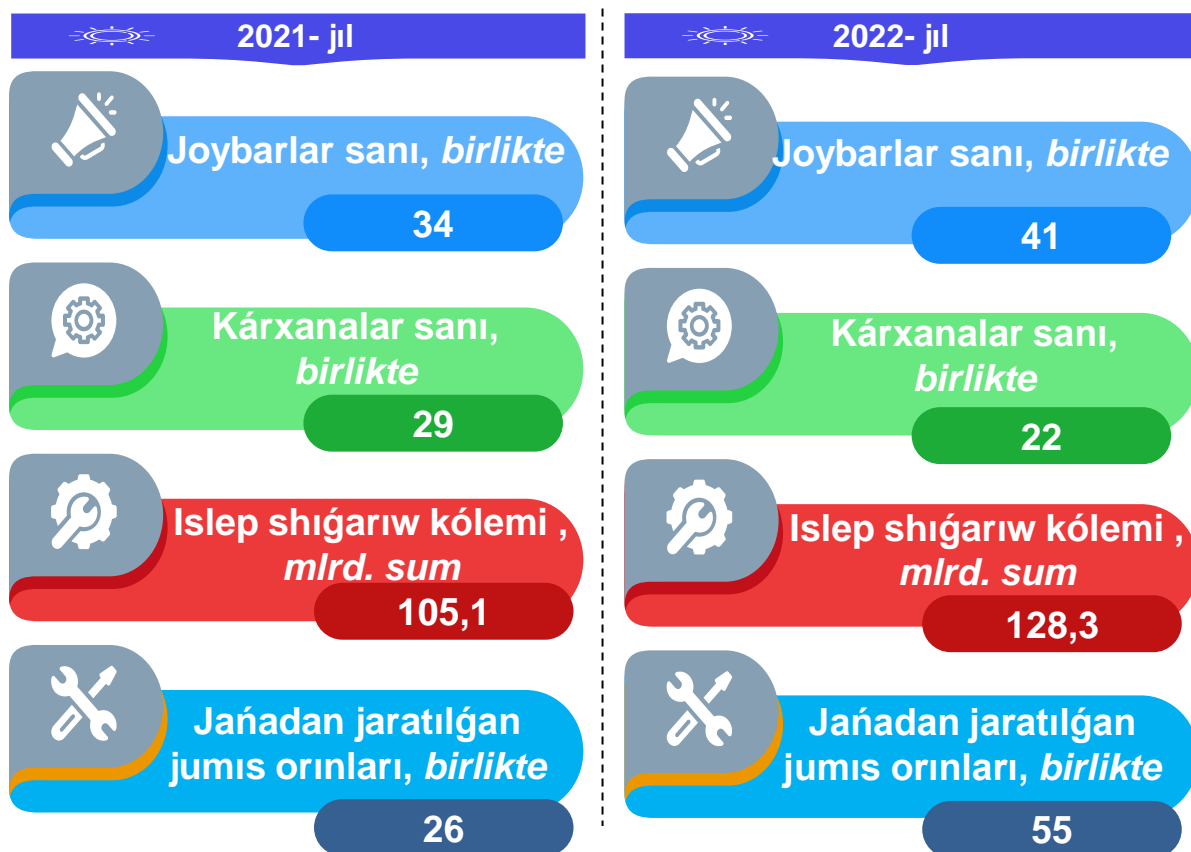 2021- jıl
Joybarlar sanı, birlikte
34
Kárxanalar sanı,
birlikte
29
Islep shıǵarıw kólemi ,
mlrd. sum
105,1
Jańadan jaratılǵan
jumıs orınları, birlikte
26
2022- jıl
Joybarlar sanı, birlikte
41
Kárxanalar sanı,
birlikte
22
Islep shıǵarıw kólemi ,
mlrd. sum
128,3
Jańadan jaratılǵan
jumıs orınları, birlikte
55